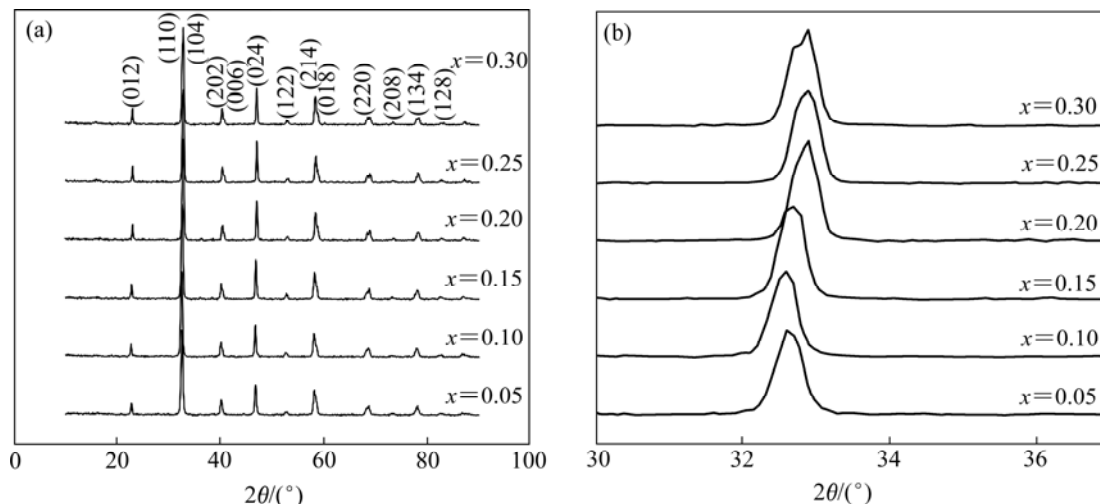 (a)
(012)
(110)
(104)
(202)
(006)
(024)
(122)
(214)
(018)
(220)
(208)
(134)
(128)
x=0.30
x=0.25
x=0.20
x=0.15
x=0.10
x=0.05
0 20 40 60 80 100
2θ/(°)
(b)
x=0.30
x=0.25
x=0.20
x=0.15
x=0.10
x=0.05
30 32 34 36
2θ/(°)